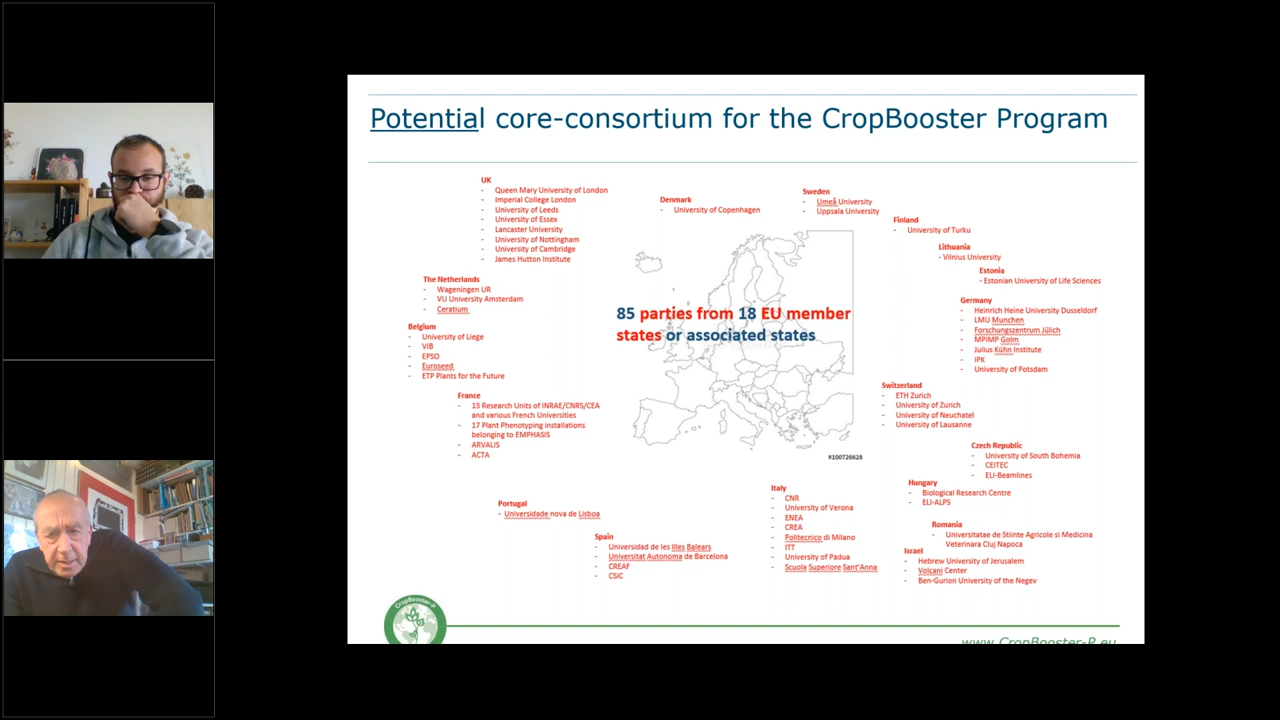 Potential core-consortium for the CropBooster Program
UK
- Queen Mary University of London
- Imperial College London
- University of Leeds
- University of Essex
- Lancaster University
- University of Nottingham
- University of Cambridge
- James Hutton Institute
Denmark
- University of Copenhagen
Sweden
- Umeå University
- Uppsala University
Finland
- University of Turku
Lithuania
- Vilnius University
Estonia
- Estonian University of Life Sciences
The Netherlands
- Wageningen UR
- VU University Amsterdam
- Ceratium
Germany
- Heinrich Heine University Dusseldorf
- LMU Munchen
- Forschungszentrum Jülich
- MPIMP Golm
- Julius Kühn Institute
- IPK
- University of Potsdam
85 parties from 18 EU member
states or associated states
Belgium
- University of Liege
- VIB
- EPSO
- Euroseed
- ETP Plants for the Future
Switzerland
- ETH Zurich
- University of Zurich
- University of Neuchatel
- University of Lausanne
France
- 13 Research Units of INRAE/CNRS/CEA
and various French Universities
- 17 Plant Phenotyping installations
belonging to EMPHASIS
- ARVALIS
- ACTA
#100726628
Czech Republic
- University of South Bohemia
- CEITEC
- ELI-Beamlines
Hungary
- Biological Research Centre
- ELI-ALPS
Portugal
- Universidade nova de Lisboa
Spain
- Universidad de les Illes Balears
- Universitat Autonoma de Barcelona
- CREAF
- CSIC
Italy
- CNR
- University of Verona
- ENEA
- CREA
- Politecnico di Milano
- ITT
- University of Padua
- Scuola Superiore Sant'Anna
Romania
- Universitatae de Stiinte Agricole si Medicina
Veterinara Cluj Napoca
Israel
- Hebrew University of Jerusalem
- Volcani Center
- Ben-Gurion University of the Negev
CropBooster-P
www.CropBooster-P.eu